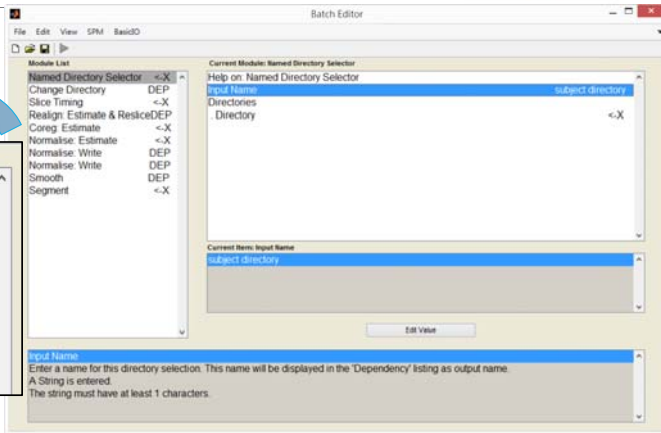 Batch Editor
File Edit View SPM BasicIO
Module List
Named Directory Selector <-X
Change Directory DEP
Slice Timing <-X
Realign: Estimate & ResliceDEP
Coreg: Estimate <-X
Normalise: Estimate <-X
Normalise: Write DEP
Normalise: Write DEP
Smooth DEP
Segment <-X
Current Module: Named Directory Selector
Help on: Named Directory Selector
Input Name subject directory
Directories
. Directory <-X
Current Item: Input Name
subject directory
Edit Value
Input Name
Enter a name for this directory selection. This name will be displayed in the 'Dependency' listing as output name.
A String is entered.
The string must have at least 1 characters.